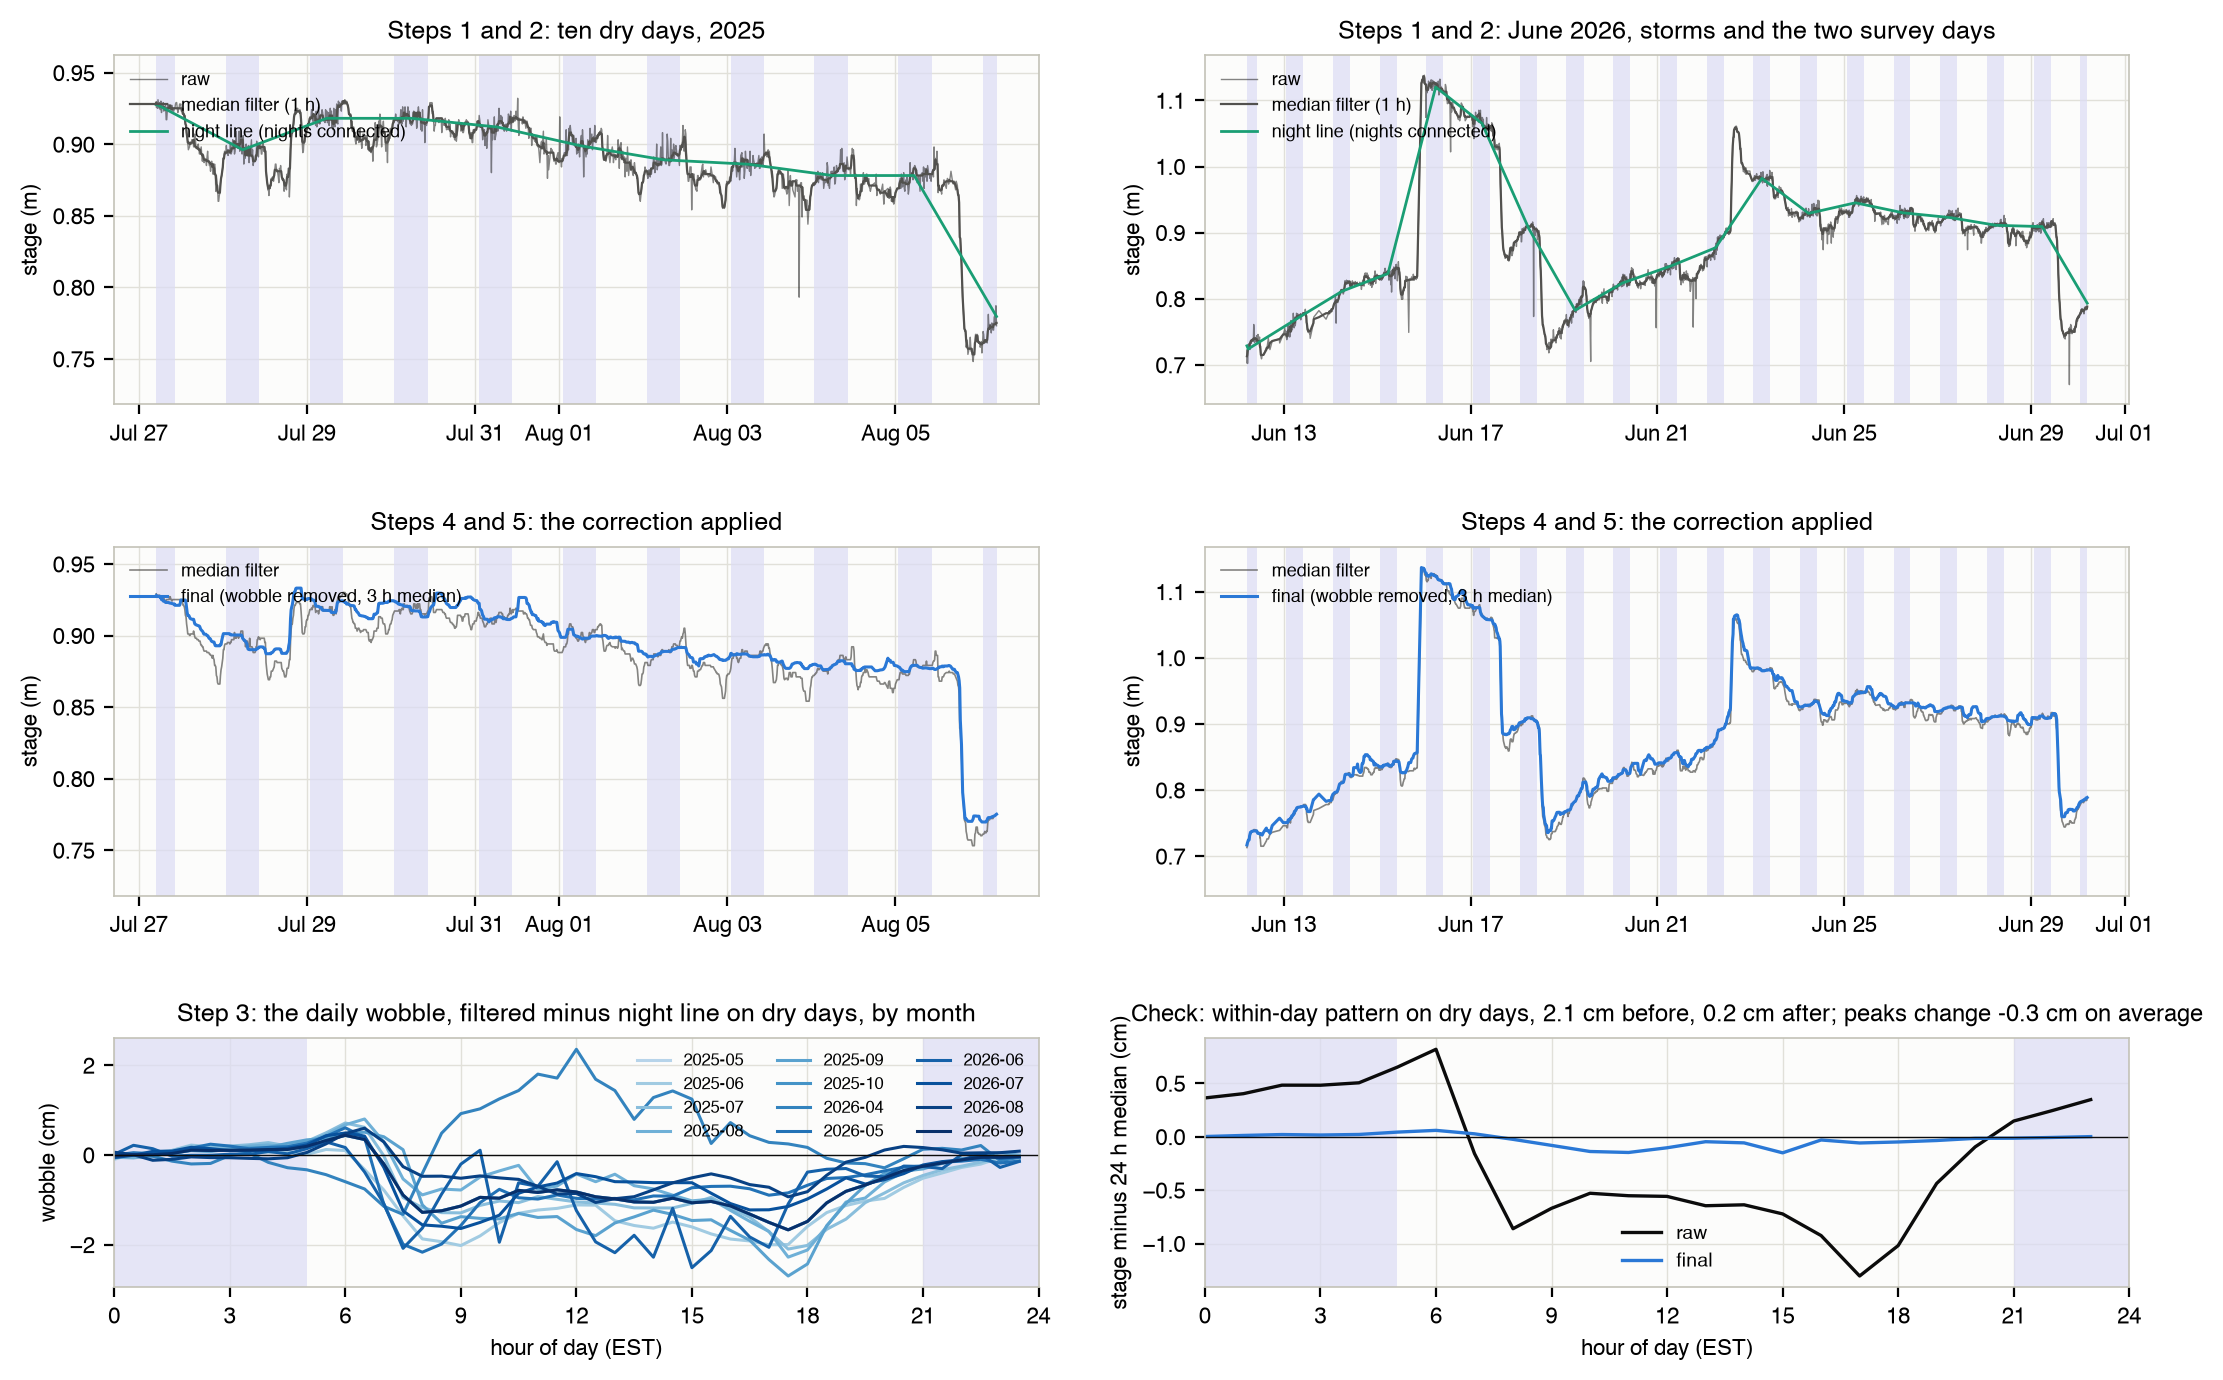 Steps 1 and 2: ten dry days, 2025
stage (m)
0.95
0.90
0.85
0.80
0.75
raw
median filter (1 h)
night line (nights connected)
Jul 27
Jul 29
Jul 31
Aug 01
Aug 03
Aug 05
Steps 1 and 2: June 2026, storms and the two survey days
stage (m)
1.1
1.0
0.9
0.8
0.7
raw
median filter (1 h)
night line (nights connected)
Jun 13
Jun 17
Jun 21
Jun 25
Jun 29
Jul 01
Steps 4 and 5: the correction applied
stage (m)
0.95
0.90
0.85
0.80
0.75
median filter
final (wobble removed, 3 h median)
Jul 27
Jul 29
Jul 31
Aug 01
Aug 03
Aug 05
Steps 4 and 5: the correction applied
stage (m)
1.1
1.0
0.9
0.8
0.7
median filter
final (wobble removed, 3 h median)
Jun 13
Jun 17
Jun 21
Jun 25
Jun 29
Jul 01
Step 3: the daily wobble, filtered minus night line on dry days, by month
wobble (cm)
2
0
−2
2025-05
2025-06
2025-07
2025-08
2025-09
2025-10
2026-04
2026-05
2026-06
2026-07
2026-08
2026-09
0
3
6
9
12
15
18
21
24
hour of day (EST)
Check: within-day pattern on dry days, 2.1 cm before, 0.2 cm after; peaks change -0.3 cm on average
stage minus 24 h median (cm)
0.5
0.0
−0.5
−1.0
raw
final
0
3
6
9
12
15
18
21
24
hour of day (EST)